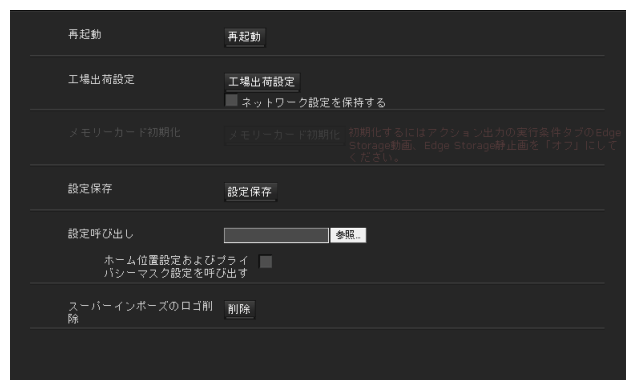 再起動
再起動
工場出荷設定
工場出荷設定
ネットワーク設定を保持する
メモリーカード初期化
メモリーカード初期化
初期化するにはアクション出力の実行条件タブのEdge
Storage動画、Edge Storage静止画を「オフ」にして
ください。
設定保存
設定保存
設定呼び出し
参照...
ホーム位置設定およびプライ
バシーマスク設定を呼び出す
スーパーインポーズのロゴ削
除
削除